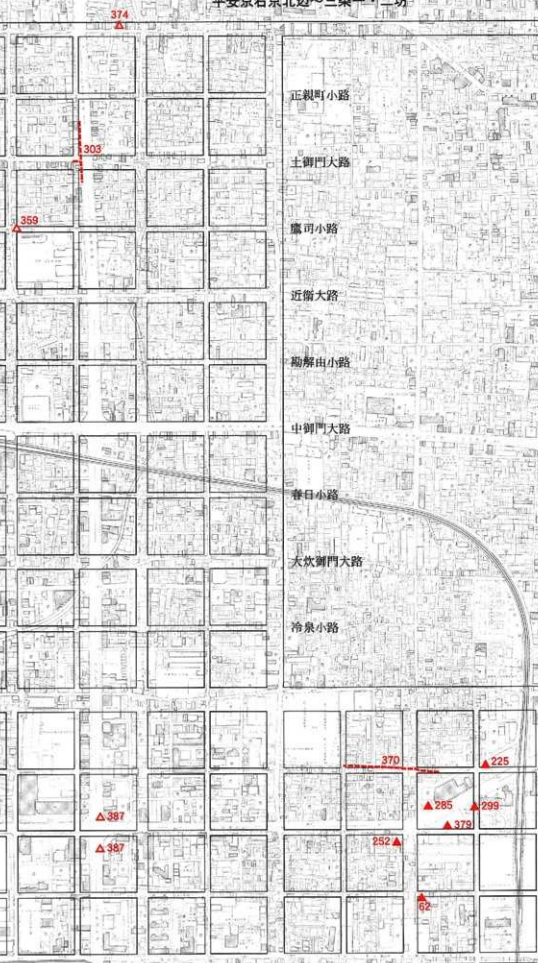 平安京右京北辺～三条一・二坊
374
正親町小路
303
土御門大路
359
鷹司小路
近衛大路
勘解由小路
中御門大路
春日小路
大炊御門大路
冷泉小路
370
225
285
299
387
379
252
387
62